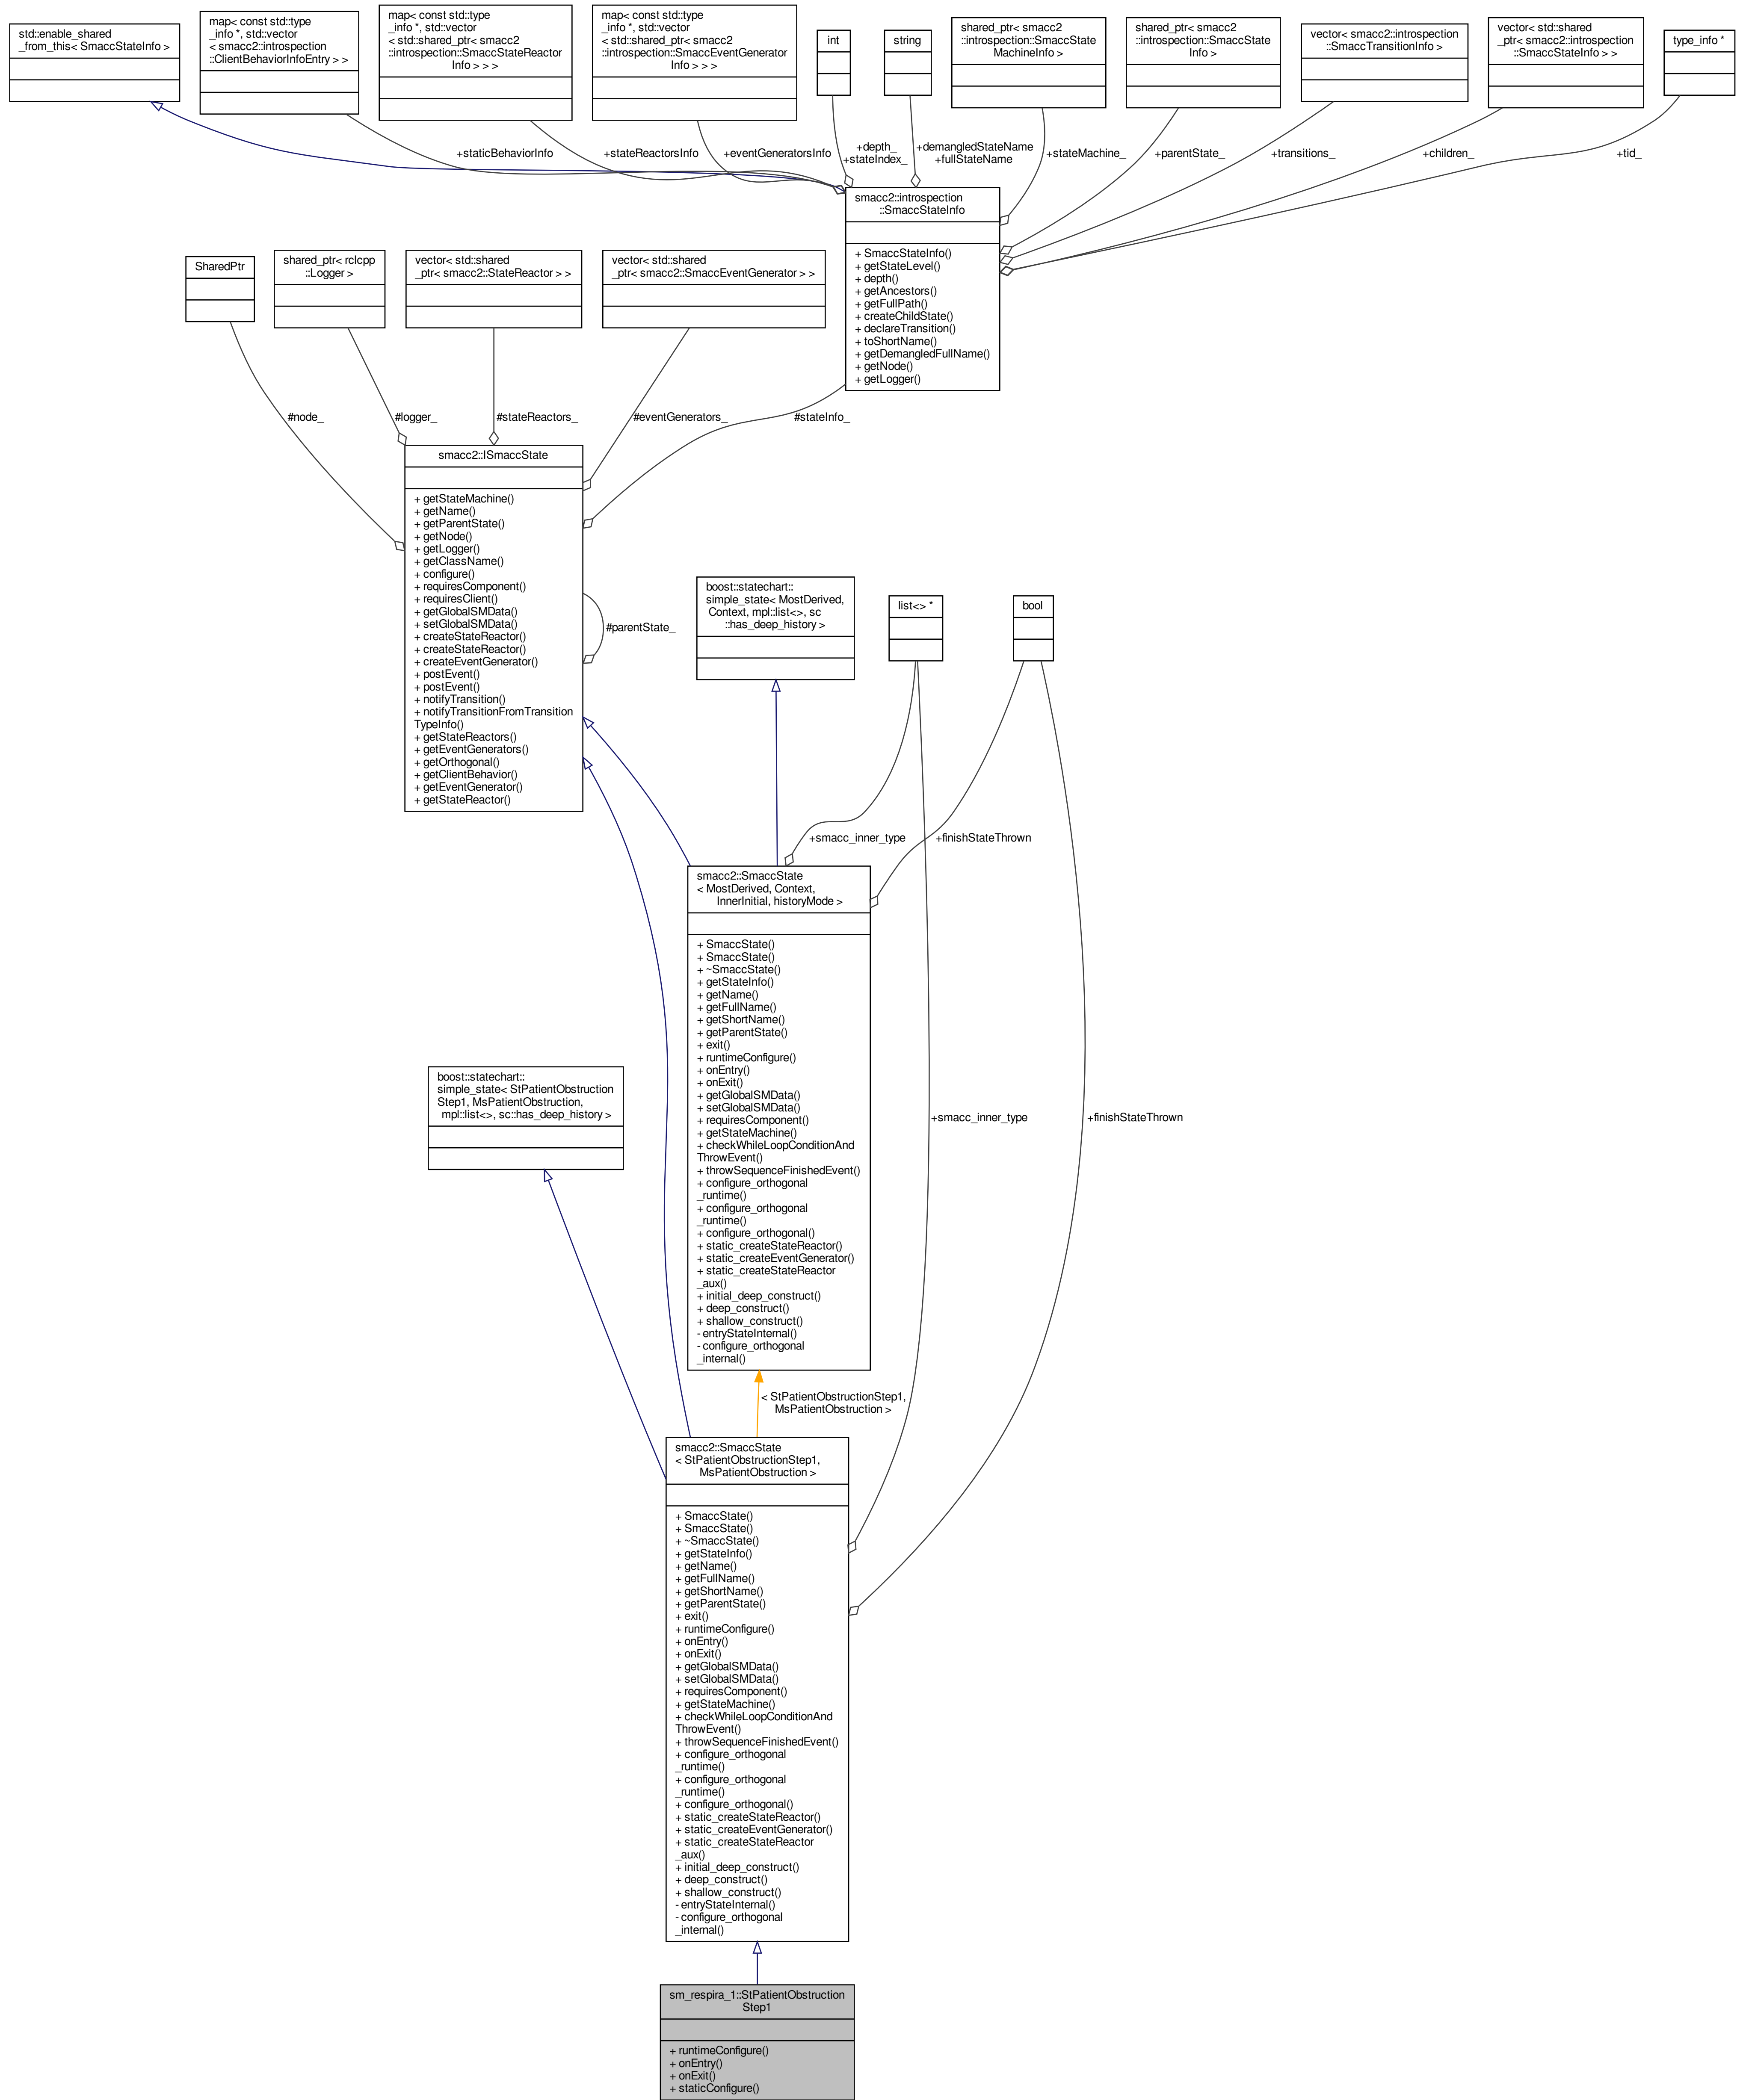 std::enable_shared
_from_this< SmaccStateInfo >
map< const std::type
_info *, std::vector
< smacc2::introspection
::ClientBehaviorInfoEntry > >
map< const std::type
_info *, std::vector
< std::shared_ptr< smacc2
::introspection::SmaccStateReactor
Info > > >
map< const std::type
_info *, std::vector
< std::shared_ptr< smacc2
::introspection::SmaccEventGenerator
Info > > >
int
string
shared_ptr< smacc2
::introspection::SmaccState
MachineInfo >
shared_ptr< smacc2
::introspection::SmaccState
Info >
vector< smacc2::introspection
::SmaccTransitionInfo >
vector< std::shared
_ptr< smacc2::introspection
::SmaccStateInfo > >
type_info *
+staticBehaviorInfo
+stateReactorsInfo
+eventGeneratorsInfo
+depth_
+stateIndex_
+demangledStateName
+fullStateName
+stateMachine_
+parentState_
+transitions_
+children_
+tid_
smacc2::introspection
::SmaccStateInfo
+ SmaccStateInfo()
+ getStateLevel()
+ depth()
+ getAncestors()
+ getFullPath()
+ createChildState()
+ declareTransition()
+ toShortName()
+ getDemangledFullName()
+ getNode()
+ getLogger()
SharedPtr
shared_ptr< rclcpp
::Logger >
vector< std::shared
_ptr< smacc2::StateReactor > >
vector< std::shared
_ptr< smacc2::SmaccEventGenerator > >
#node_
#logger_
#stateReactors_
#eventGenerators_
#stateInfo_
smacc2::ISmaccState
+ getStateMachine()
+ getName()
+ getParentState()
+ getNode()
+ getLogger()
+ getClassName()
+ configure()
+ requiresComponent()
+ requiresClient()
+ getGlobalSMData()
+ setGlobalSMData()
+ createStateReactor()
+ createStateReactor()
+ createEventGenerator()
+ postEvent()
+ postEvent()
+ notifyTransition()
+ notifyTransitionFromTransition
TypeInfo()
+ getStateReactors()
+ getEventGenerators()
+ getOrthogonal()
+ getClientBehavior()
+ getEventGenerator()
+ getStateReactor()
#parentState_
boost::statechart::
simple_state< MostDerived,
Context, mpl::list<>, sc
::has_deep_history >
list<> *
bool
+smacc_inner_type
+finishStateThrown
smacc2::SmaccState
< MostDerived, Context,
InnerInitial, historyMode >
+ SmaccState()
+ SmaccState()
+ ~SmaccState()
+ getStateInfo()
+ getName()
+ getFullName()
+ getShortName()
+ getParentState()
+ exit()
+ runtimeConfigure()
+ onEntry()
+ onExit()
+ getGlobalSMData()
+ setGlobalSMData()
+ requiresComponent()
+ getStateMachine()
+ checkWhileLoopConditionAnd
ThrowEvent()
+ throwSequenceFinishedEvent()
+ configure_orthogonal
_runtime()
+ configure_orthogonal
_runtime()
+ configure_orthogonal()
+ static_createStateReactor()
+ static_createEventGenerator()
+ static_createStateReactor
_aux()
+ initial_deep_construct()
+ deep_construct()
+ shallow_construct()
- entryStateInternal()
- configure_orthogonal
_internal()
boost::statechart::
simple_state< StPatientObstruction
Step1, MsPatientObstruction,
mpl::list<>, sc::has_deep_history >
+smacc_inner_type
+finishStateThrown
< StPatientObstructionStep1,
MsPatientObstruction >
smacc2::SmaccState
< StPatientObstructionStep1,
MsPatientObstruction >
+ SmaccState()
+ SmaccState()
+ ~SmaccState()
+ getStateInfo()
+ getName()
+ getFullName()
+ getShortName()
+ getParentState()
+ exit()
+ runtimeConfigure()
+ onEntry()
+ onExit()
+ getGlobalSMData()
+ setGlobalSMData()
+ requiresComponent()
+ getStateMachine()
+ checkWhileLoopConditionAnd
ThrowEvent()
+ throwSequenceFinishedEvent()
+ configure_orthogonal
_runtime()
+ configure_orthogonal
_runtime()
+ configure_orthogonal()
+ static_createStateReactor()
+ static_createEventGenerator()
+ static_createStateReactor
_aux()
+ initial_deep_construct()
+ deep_construct()
+ shallow_construct()
- entryStateInternal()
- configure_orthogonal
_internal()
sm_respira_1::StPatientObstruction
Step1
+ runtimeConfigure()
+ onEntry()
+ onExit()
+ staticConfigure()